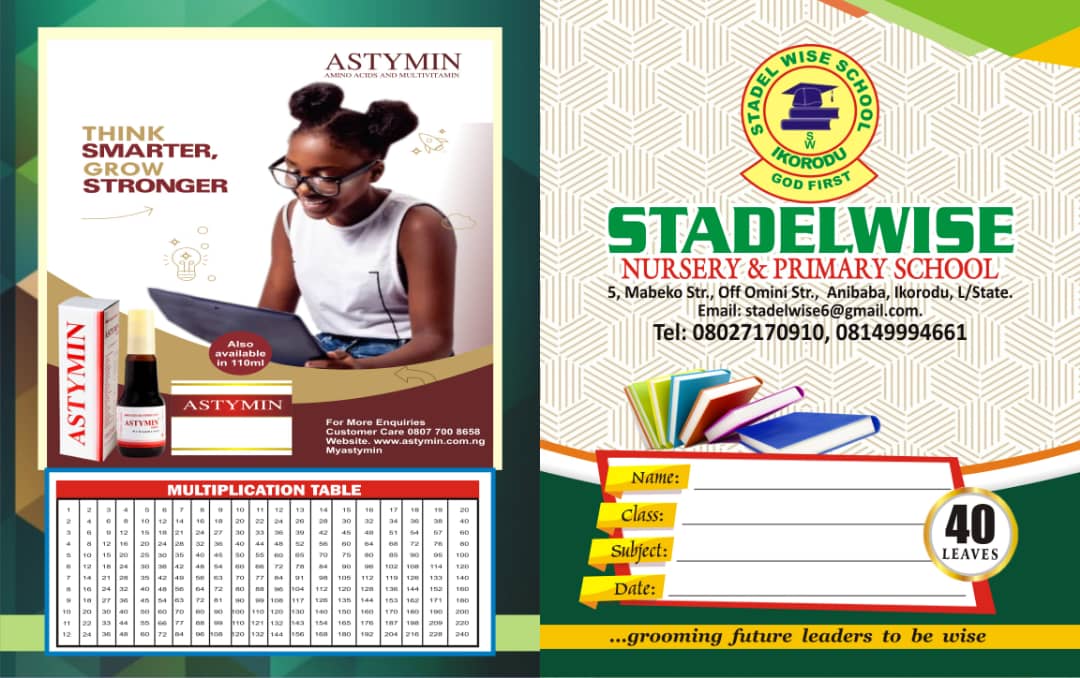 ASTYMIN
AMINO ACIDS AND MULTIVITAMIN
THINK
SMARTER,
GROW
STRONGER
Also
available
in 110ml
ASTYMIN
ASTYMIN
ASTYMIN
For More Enquiries
Customer Care 0807 700 8658
Website. www.astymin.com.ng
Myastymin
MULTIPLICATION TABLE
1 2 3 4 5 6 7 8 9 10 11 12 13 14 15 16 17 18 19 20
2 4 6 8 10 12 14 16 18 20 22 24 26 28 30 32 34 36 38 40
3 6 9 12 15 18 21 24 27 30 33 36 39 42 45 48 51 54 57 60
4 8 12 16 20 24 28 32 36 40 44 48 52 56 60 64 68 72 76 80
5 10 15 20 25 30 35 40 45 50 55 60 65 70 75 80 85 90 95 100
6 12 18 24 30 36 42 48 54 60 66 72 78 84 90 96 102 108 114 120
7 14 21 28 35 42 49 56 63 70 77 84 91 98 105 112 119 126 133 140
8 16 24 32 40 48 56 64 72 80 88 96 104 112 120 128 136 144 152 160
9 18 27 36 45 54 63 72 81 90 99 108 117 126 135 144 153 162 171 180
10 20 30 40 50 60 70 80 90 100 110 120 130 140 150 160 170 180 190 200
11 22 33 44 55 66 77 88 99 110 121 132 143 154 165 176 187 198 209 220
12 24 36 48 60 72 84 96 108 120 132 144 156 168 180 192 204 216 228 240
STADEL WISE SCHOOL
S
W
IKORODU
GOD FIRST
STADELWISE
NURSERY & PRIMARY SCHOOL
5, Mabeko Str., Off Omini Str., Anibaba, Ikorodu, L/State.
Email: stadelwise6@gmail.com.
Tel: 08027170910, 08149994661
Name:
Class:
Subject:
Date:
40
LEAVES
...grooming future leaders to be wise